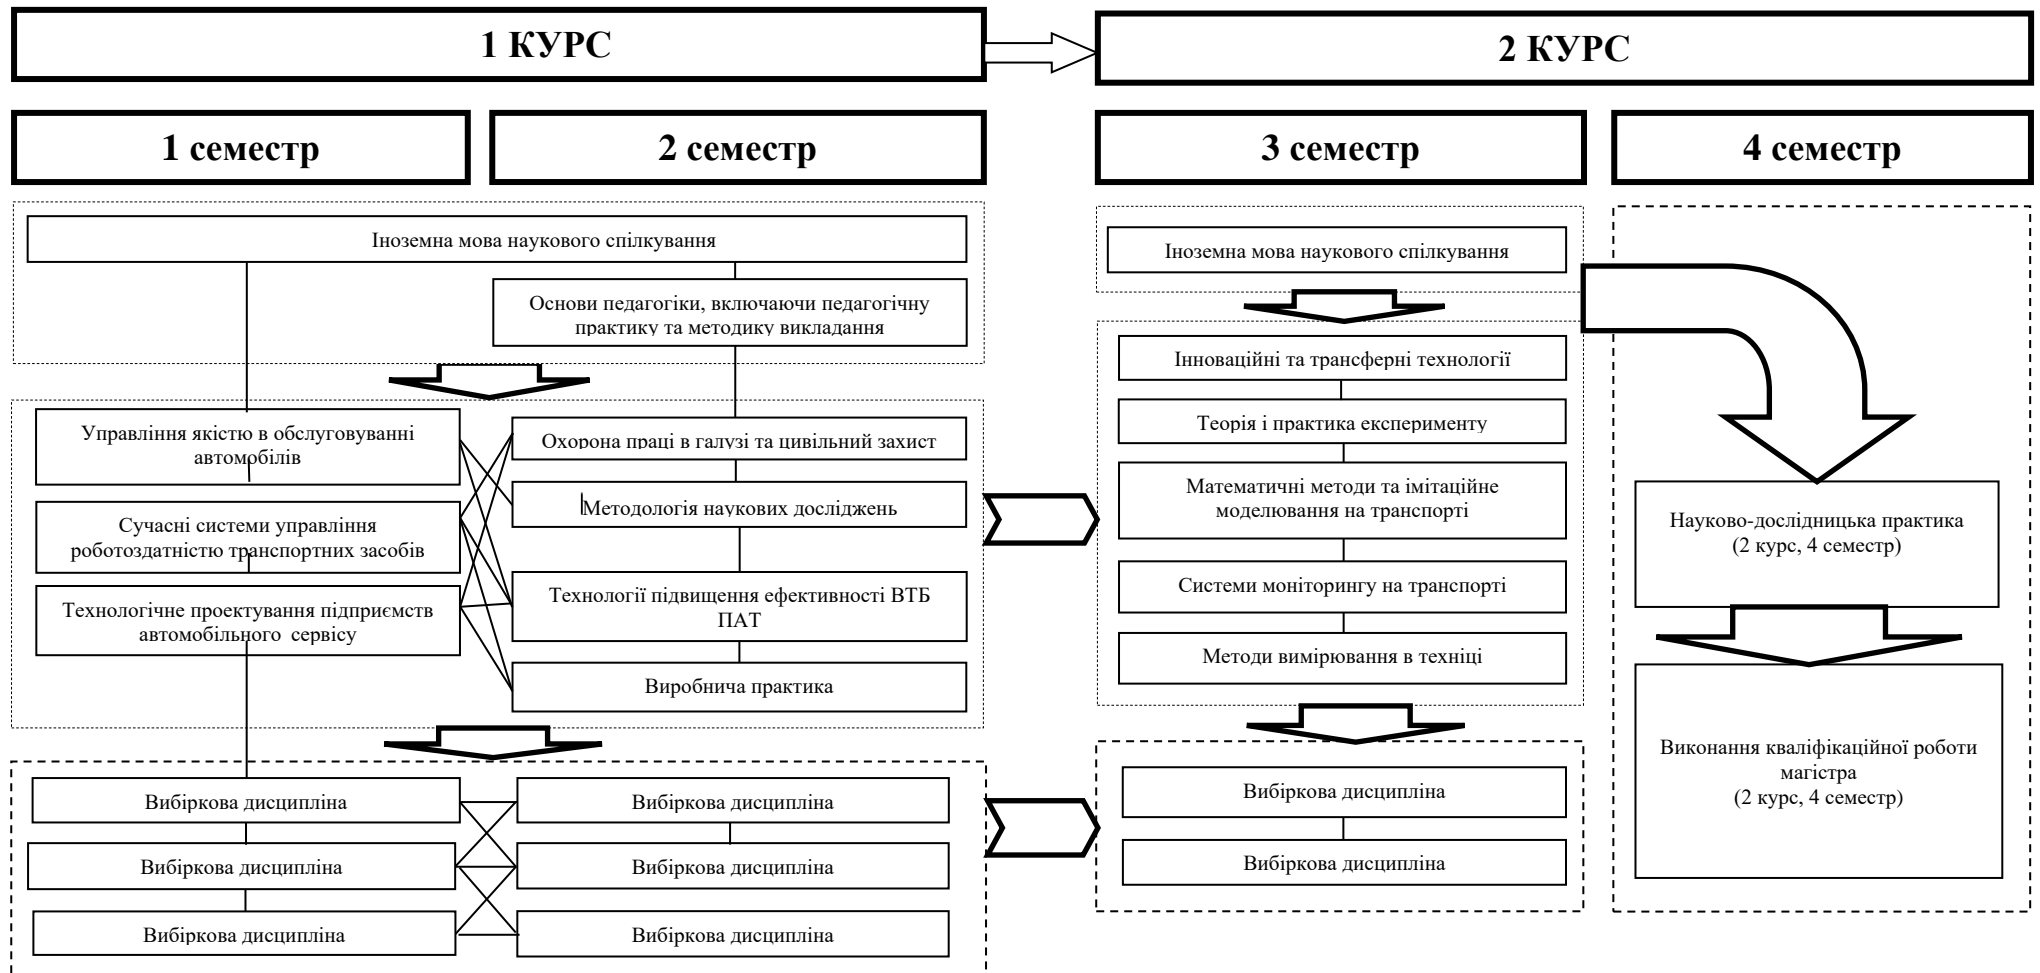 1 КУРС
2 КУРС
1 семестр
2 семестр
3 семестр
4 семестр
Іноземна мова наукового спілкування
Основи педагогіки, включаючи педагогічну
практику та методику викладання
Управління якістю в обслуговуванні
автомобілів
Сучасні системи управління
роботоздатністю транспортних засобів
Технологічне проектування підприємств
автомобільного сервісу
Охорона праці в галузі та цивільний захист
Методологія наукових досліджень
Технології підвищення ефективності ВТБ
ПАТ
Виробнича практика
Вибіркова дисципліна
Вибіркова дисципліна
Вибіркова дисципліна
Вибіркова дисципліна
Вибіркова дисципліна
Вибіркова дисципліна
Іноземна мова наукового спілкування
Інноваційні та трансферні технології
Теорія і практика експерименту
Математичні методи та імітаційне
моделювання на транспорті
Системи моніторингу на транспорті
Методи вимірювання в техніці
Вибіркова дисципліна
Вибіркова дисципліна
Науково-дослідницька практика
(2 курс, 4 семестр)
Виконання кваліфікаційної роботи
магістра
(2 курс, 4 семестр)